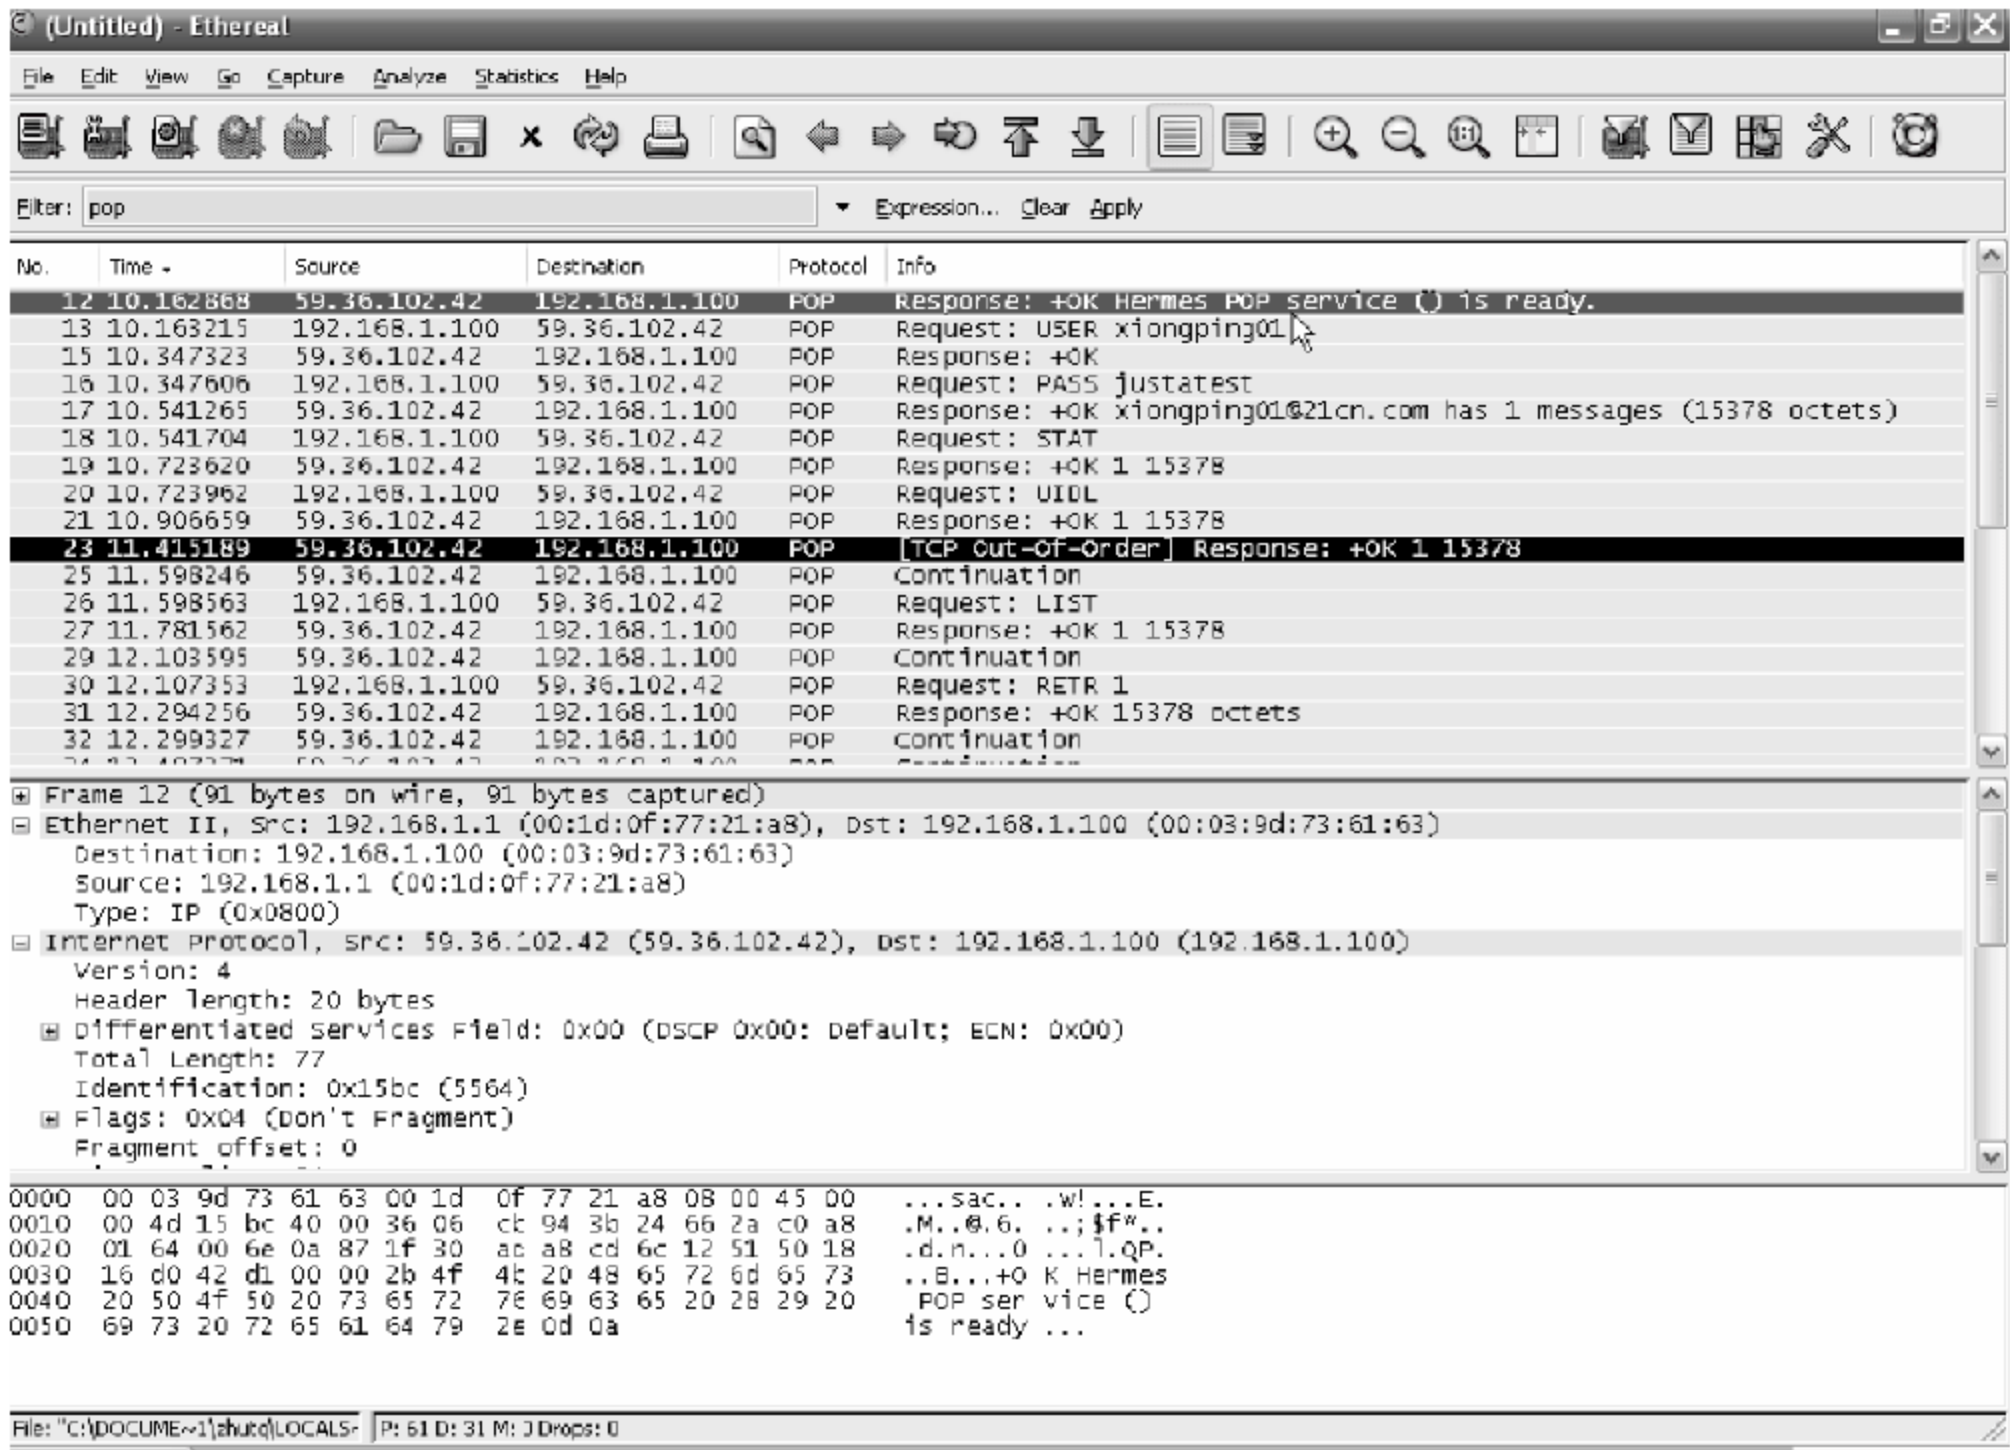 (Untitled) - Ethereal
File Edit View Go Capture Analyze Statistics Help
Filter: pop Expression... Clear Apply
No. Time Source Destination Protocol Info
12 10.162868 59.36.102.42 192.168.1.100 POP Response: +OK Hermes POP service () is ready.
13 10.163215 192.168.1.100 59.36.102.42 POP Request: USER xiongping01
15 10.347323 59.36.102.42 192.168.1.100 POP Response: +OK
16 10.347606 192.168.1.100 59.36.102.42 POP Request: PASS justatest
17 10.541265 59.36.102.42 192.168.1.100 POP Response: +OK xiongping01@21cn.com has 1 messages (15378 octets)
18 10.541704 192.168.1.100 59.36.102.42 POP Request: STAT
19 10.723620 59.36.102.42 192.168.1.100 POP Response: +OK 1 15378
20 10.723962 192.168.1.100 59.36.102.42 POP Request: UIDL
21 10.906659 59.36.102.42 192.168.1.100 POP Response: +OK 1 15378
23 11.415189 59.36.102.42 192.168.1.100 POP [TCP Out-Of-Order] Response: +OK 1 15378
25 11.598246 59.36.102.42 192.168.1.100 POP Continuation
26 11.598563 192.168.1.100 59.36.102.42 POP Request: LIST
27 11.781562 59.36.102.42 192.168.1.100 POP Response: +OK 1 15378
29 12.103595 59.36.102.42 192.168.1.100 POP Continuation
30 12.107353 192.168.1.100 59.36.102.42 POP Request: RETR 1
31 12.294256 59.36.102.42 192.168.1.100 POP Response: +OK 15378 octets
32 12.299327 59.36.102.42 192.168.1.100 POP Continuation
Frame 12 (91 bytes on wire, 91 bytes captured)
Ethernet II, Src: 192.168.1.1 (00:1d:0f:77:21:a8), Dst: 192.168.1.100 (00:03:9d:73:61:63)
Destination: 192.168.1.100 (00:03:9d:73:61:63)
Source: 192.168.1.1 (00:1d:0f:77:21:a8)
Type: IP (0x0800)
Internet Protocol, Src: 59.36.102.42 (59.36.102.42), Dst: 192.168.1.100 (192.168.1.100)
Version: 4
Header length: 20 bytes
Differentiated Services Field: 0x00 (DSCP 0x00: Default; ECN: 0x00)
Total Length: 77
Identification: 0x15bc (5564)
Flags: 0x04 (Don't Fragment)
Fragment offset: 0
0000 00 03 9d 73 61 63 00 1d 0f 77 21 a8 08 00 45 00 ...sac.. .w!...E.
0010 00 4d 15 bc 40 00 36 06 94 3b 24 66 2a c0 a8 .M..@.6. ..;$f*..
0020 01 64 00 6e 0a 87 1f 30 a8 cd 6c 12 51 50 18 .d.n...0 ...l.QP.
0030 16 d0 42 d1 00 00 2b 4f 4b 20 48 65 72 6d 65 73 ..B...+O K Hermes
0040 20 50 4f 50 20 73 65 72 76 69 63 65 20 28 29 20 POP ser vice ()
0050 69 73 20 72 65 61 64 79 2e 0d 0a is ready ...
File: "C:\DOCUME~1\zhutq\LOCALS~ P: 61 D: 31 M: 0 Drops: 0